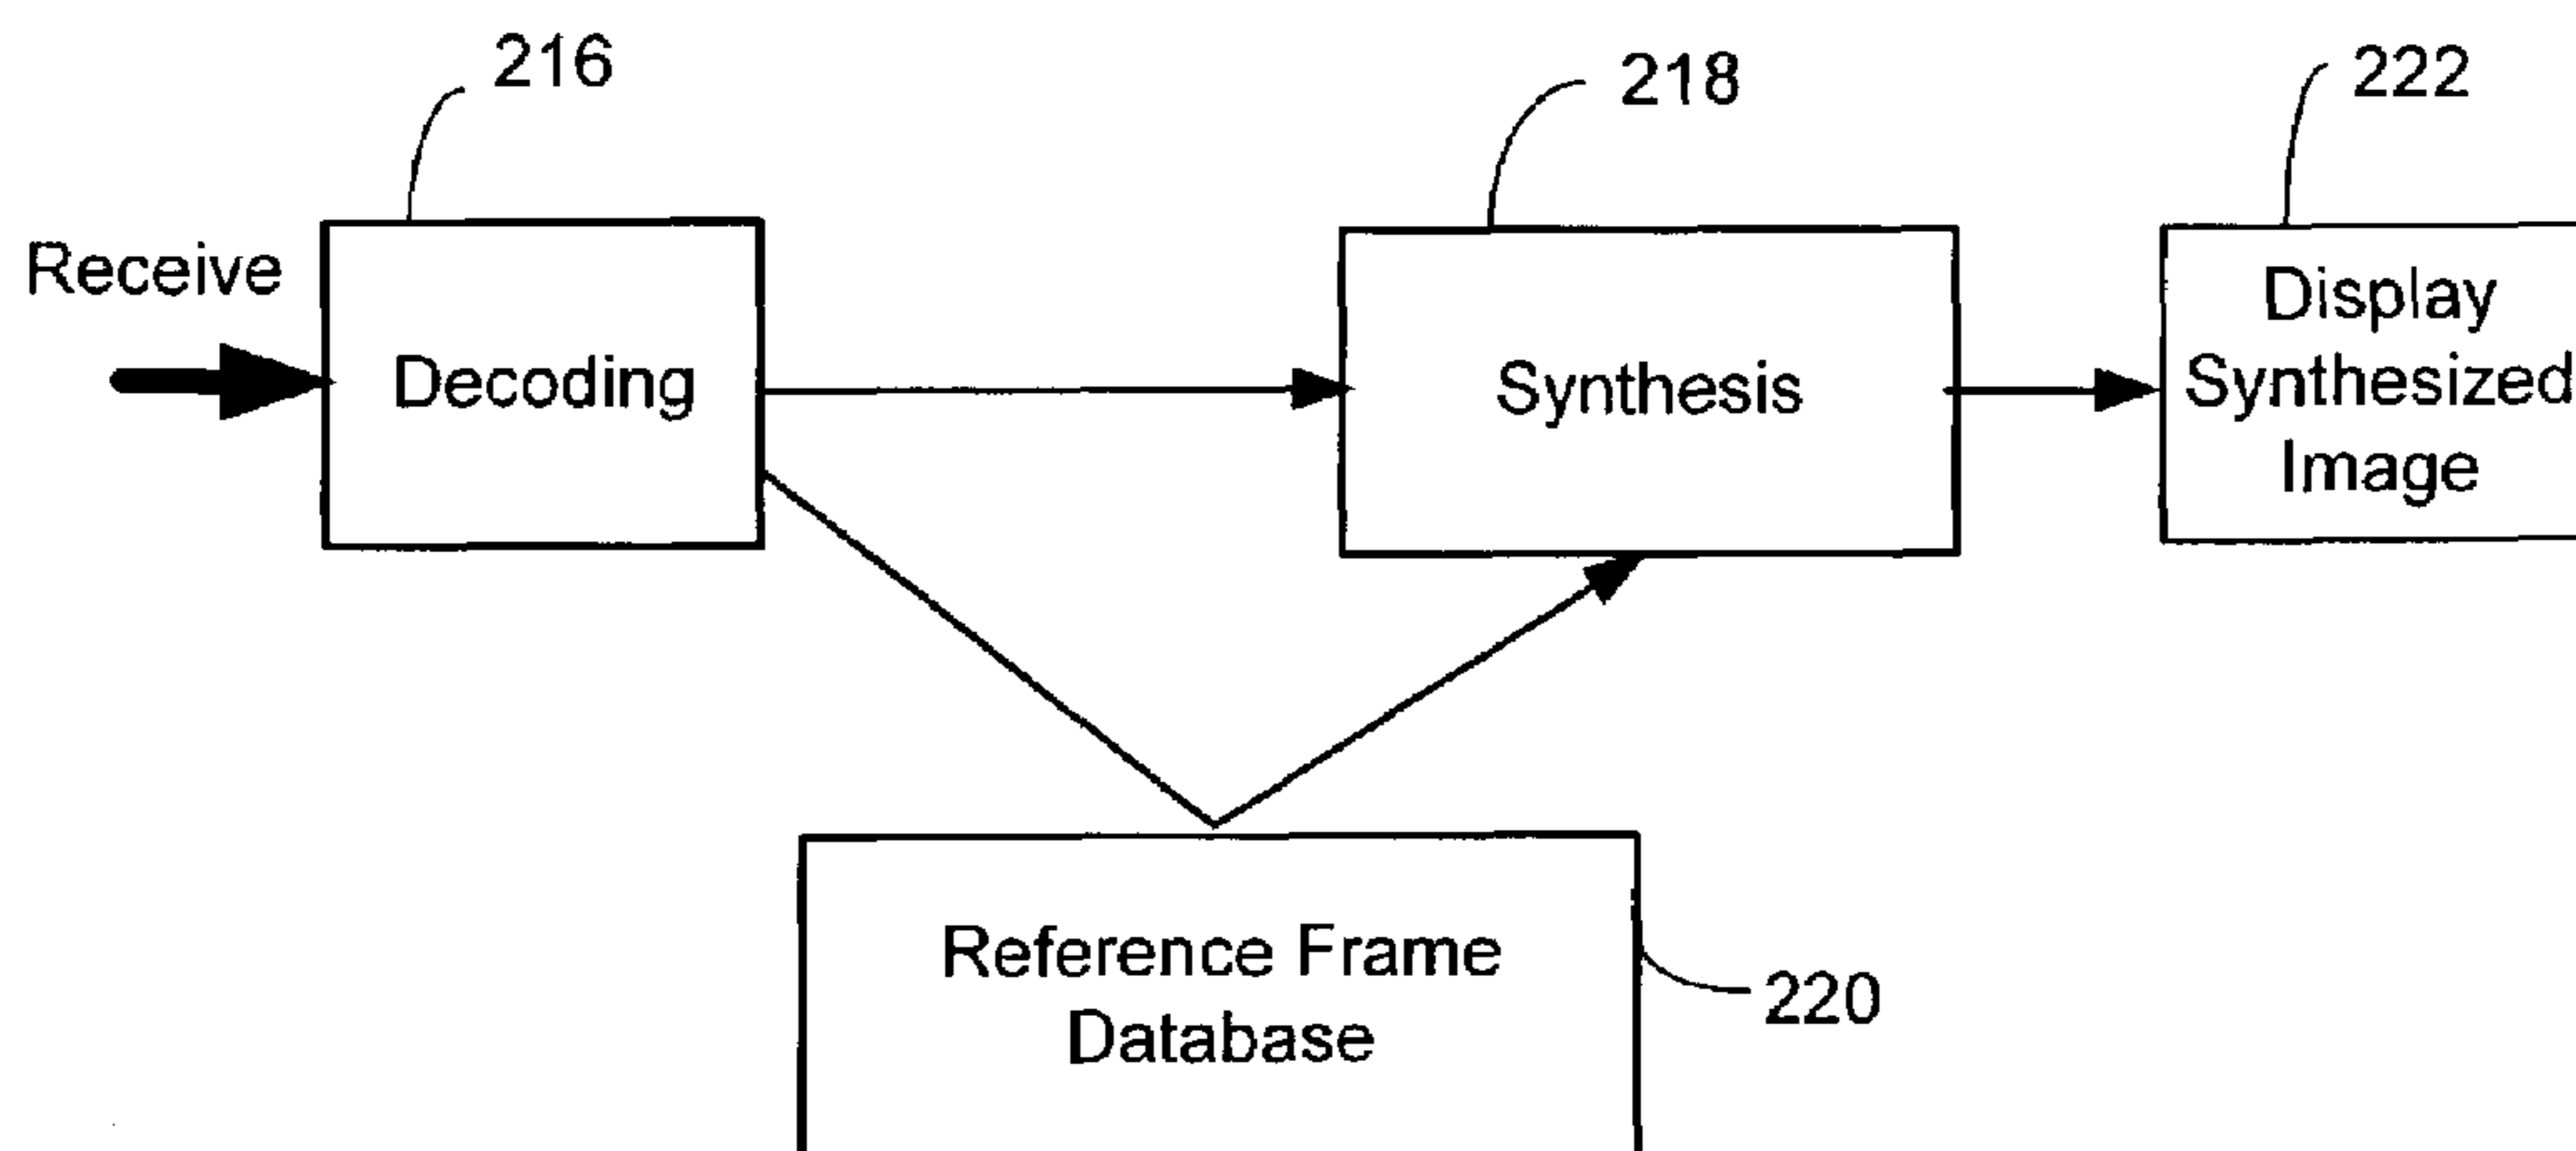 216
218
222
Receive
Decoding
Synthesis
Display
Synthesized
Image
Reference Frame
Database
220